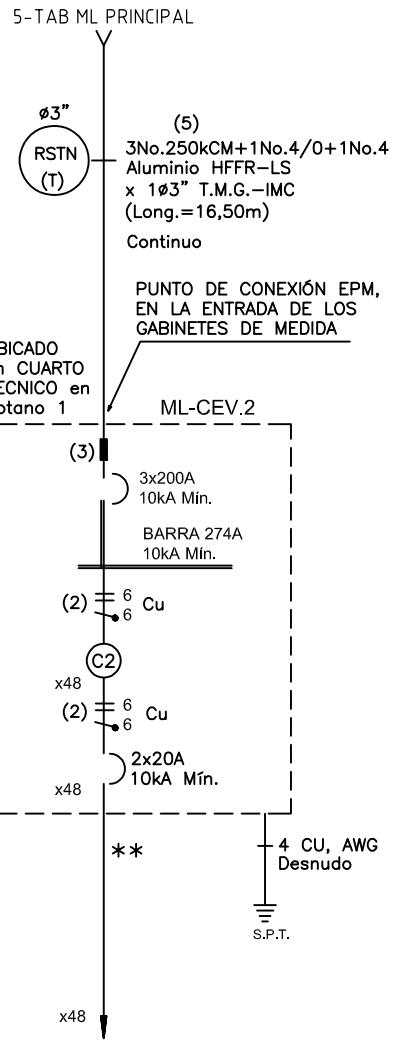 5-TAB ML PRINCIPAL
ø3"
RSTN
(T)
(5)
3No.250kCM+1No.4/0+1No.4
Aluminio HFFR-LS
x 1ø3" T.M.G.-IMC
(Long.=16,50m)
Continuo
PUNTO DE CONEXIÓN EPM,
EN LA ENTRADA DE LOS
GABINETES DE MEDIDA
CUARTO
en
1
ML-CEV.2
(3)
3x200A
10kA Mín.
BARRA 274A
10kA Mín.
(2)
6
6
Cu
C2
x48
(2)
6
6
Cu
2x20A
10kA Mín.
x48
**
4 CU, AWG
Desnudo
S.P.T.
x48